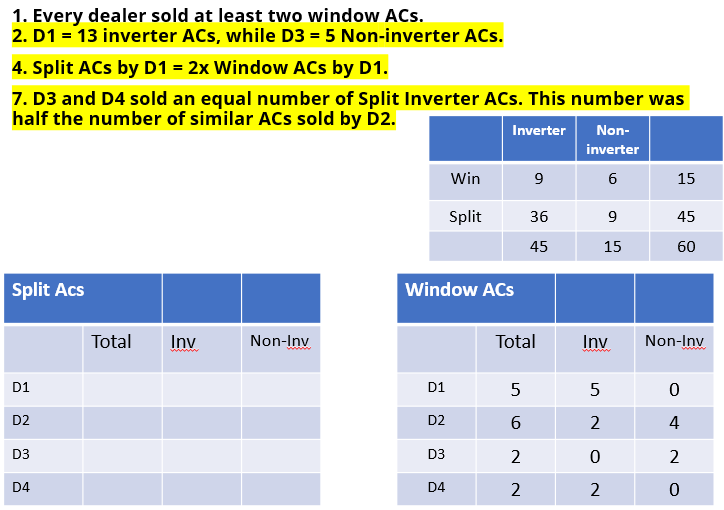 1. Every dealer sold at least two window ACs.
2. D1 = 13 inverter ACs, while D3 = 5 Non-inverter ACs.
4. Split ACs by D1 = 2x Window ACs by D1.
7. D3 and D4 sold an equal number of Split Inverter ACs. This number was
half the number of similar ACs sold by D2.
Inverter Non-
inverter
Win 9 6 15
Split 36 9 45
45 15 60
Split Acs
Total Inv Non-Inv
D1
D2
D3
D4
Window ACs
Total Inv Non-Inv
D1 5 5 0
D2 6 2 4
D3 2 0 2
D4 2 2 0